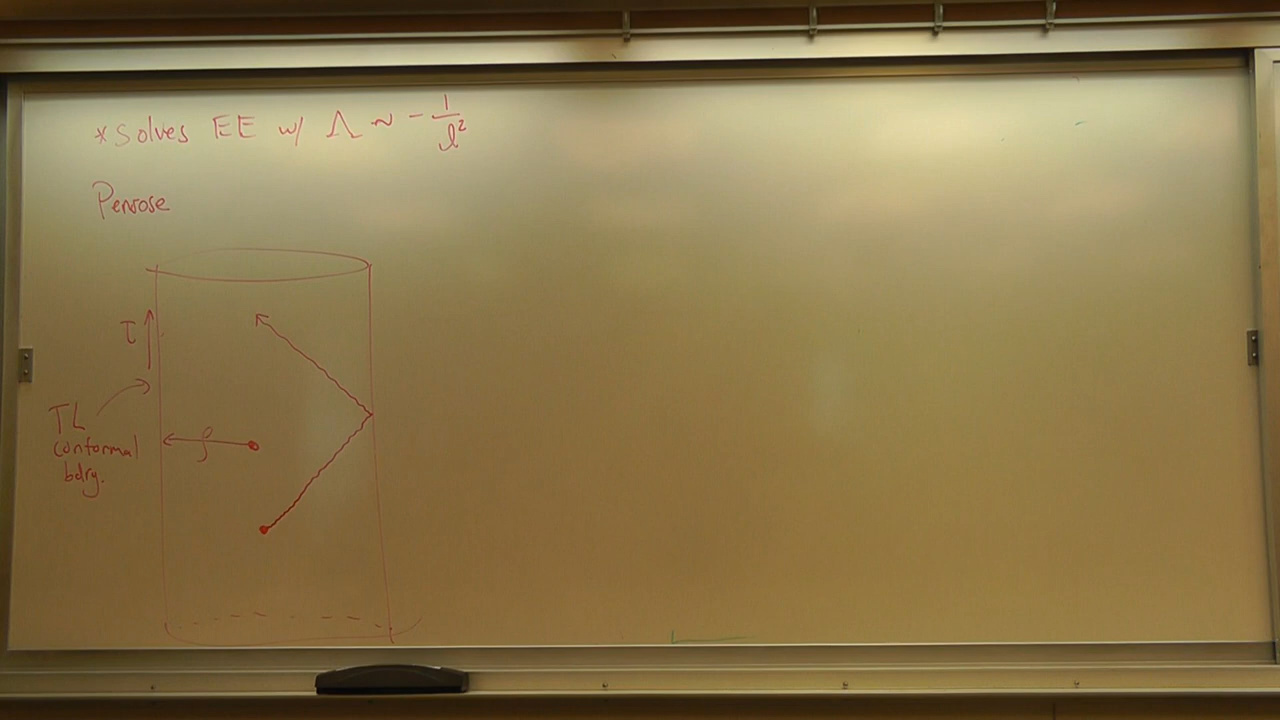 *Solves EE w/ Λ ~ - 1/l²
Penrose
τ
TL
conformal
bdry.
ρ